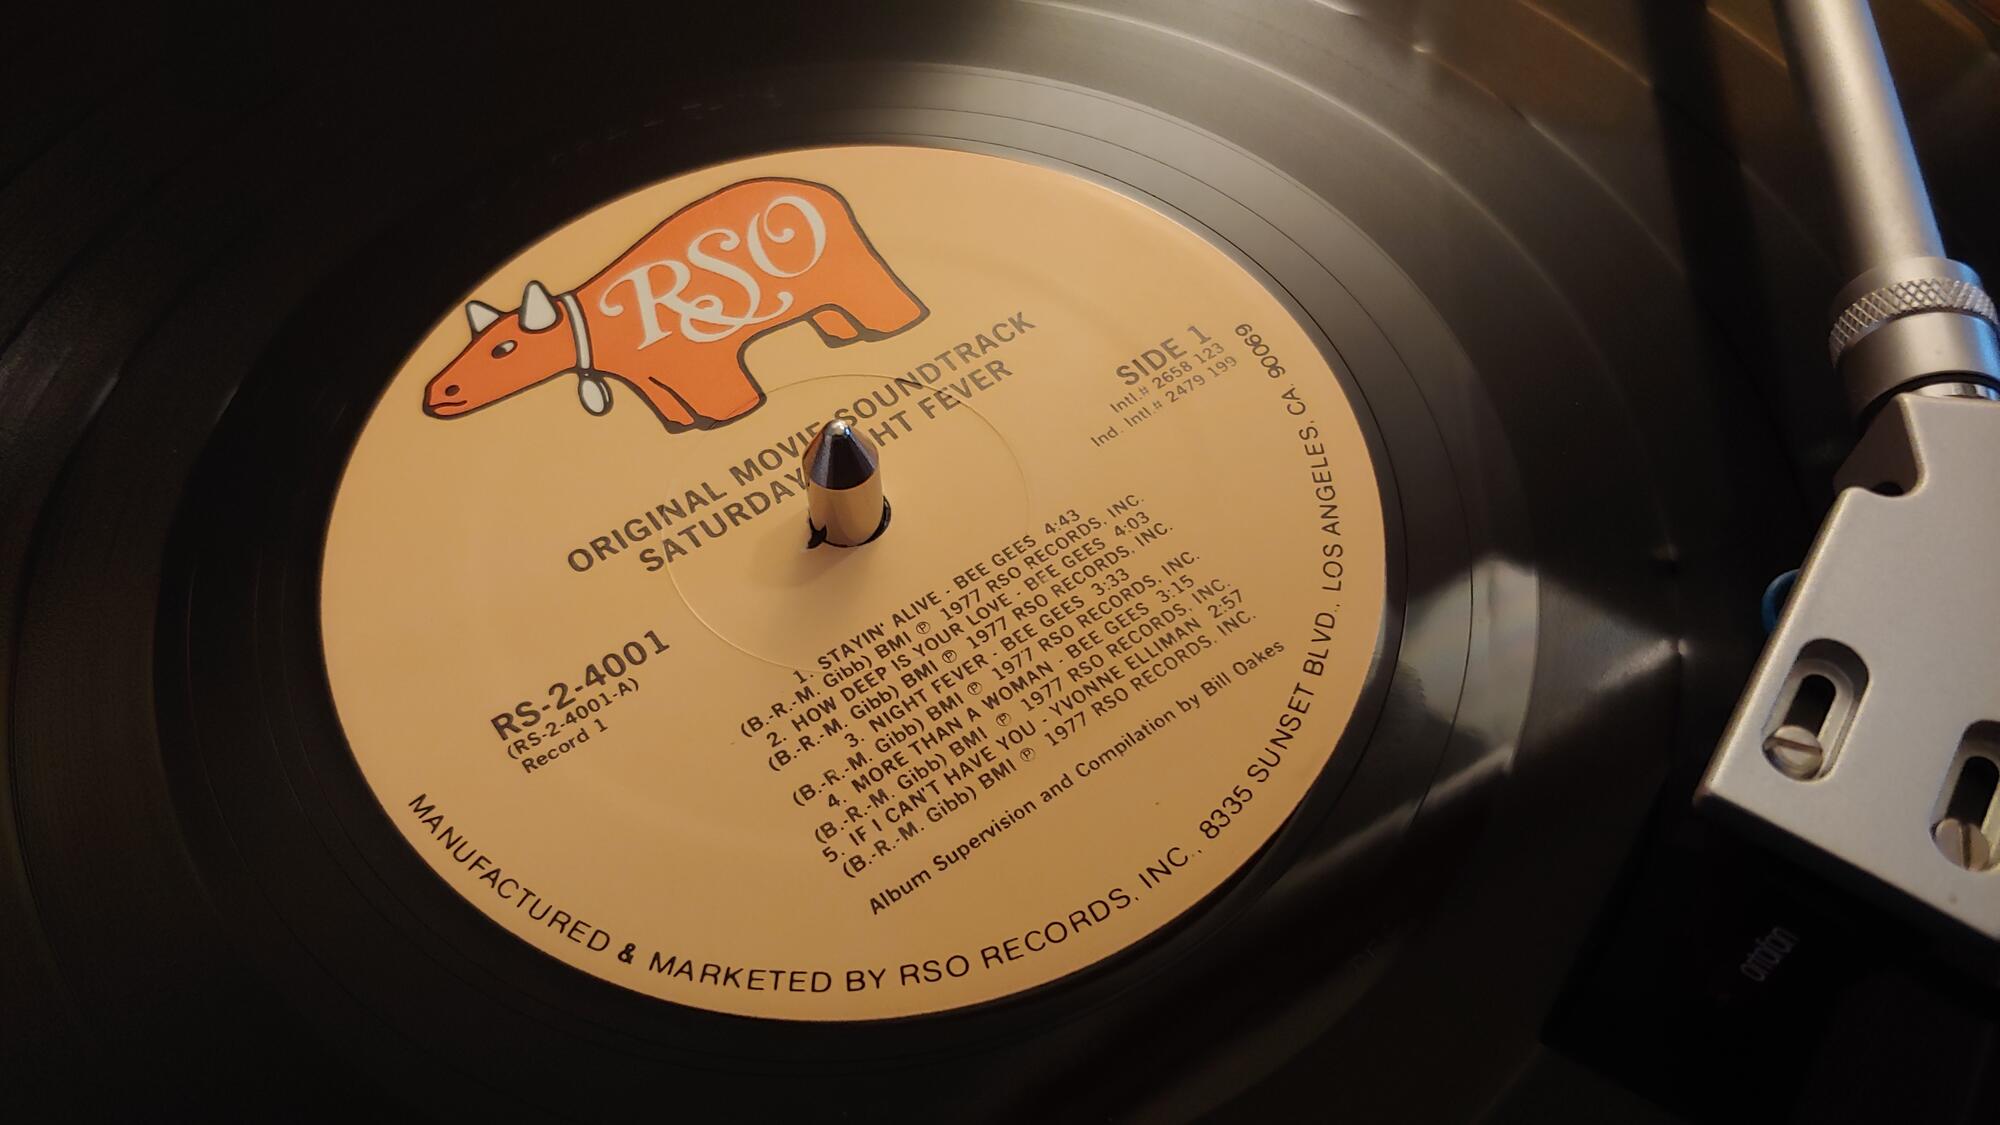 RSO
ORIGINAL MOVIE SOUNDTRACK
SATURDAY HT FEVER
SIDE 1
Intl.# 2658 123
Ind. Intl.# 2479 199
RS-2-4001
(RS-2-4001-A)
Record 1
1. STAYIN' ALIVE - BEE GEES 4:43
(B.-R.-M. Gibb) BMI ℗ 1977 RSO RECORDS, INC.
2. HOW DEEP IS YOUR LOVE - BEE GEES 4:03
(B.-R.-M. Gibb) BMI ℗ 1977 RSO RECORDS, INC.
3. NIGHT FEVER - BEE GEES 3:33
(B.-R.-M. Gibb) BMI ℗ 1977 RSO RECORDS, INC.
4. MORE THAN A WOMAN - BEE GEES 3:15
(B.-R.-M. Gibb) BMI ℗ 1977 RSO RECORDS, INC.
5. IF I CAN'T HAVE YOU - YVONNE ELLIMAN 2:57
(B.-R.-M. Gibb) BMI ℗ 1977 RSO RECORDS, INC.
Album Supervision and Compilation by Bill Oakes
MANUFACTURED & MARKETED BY RSO RECORDS, INC., 8335 SUNSET BLVD., LOS ANGELES, CA. 90069
ortofon